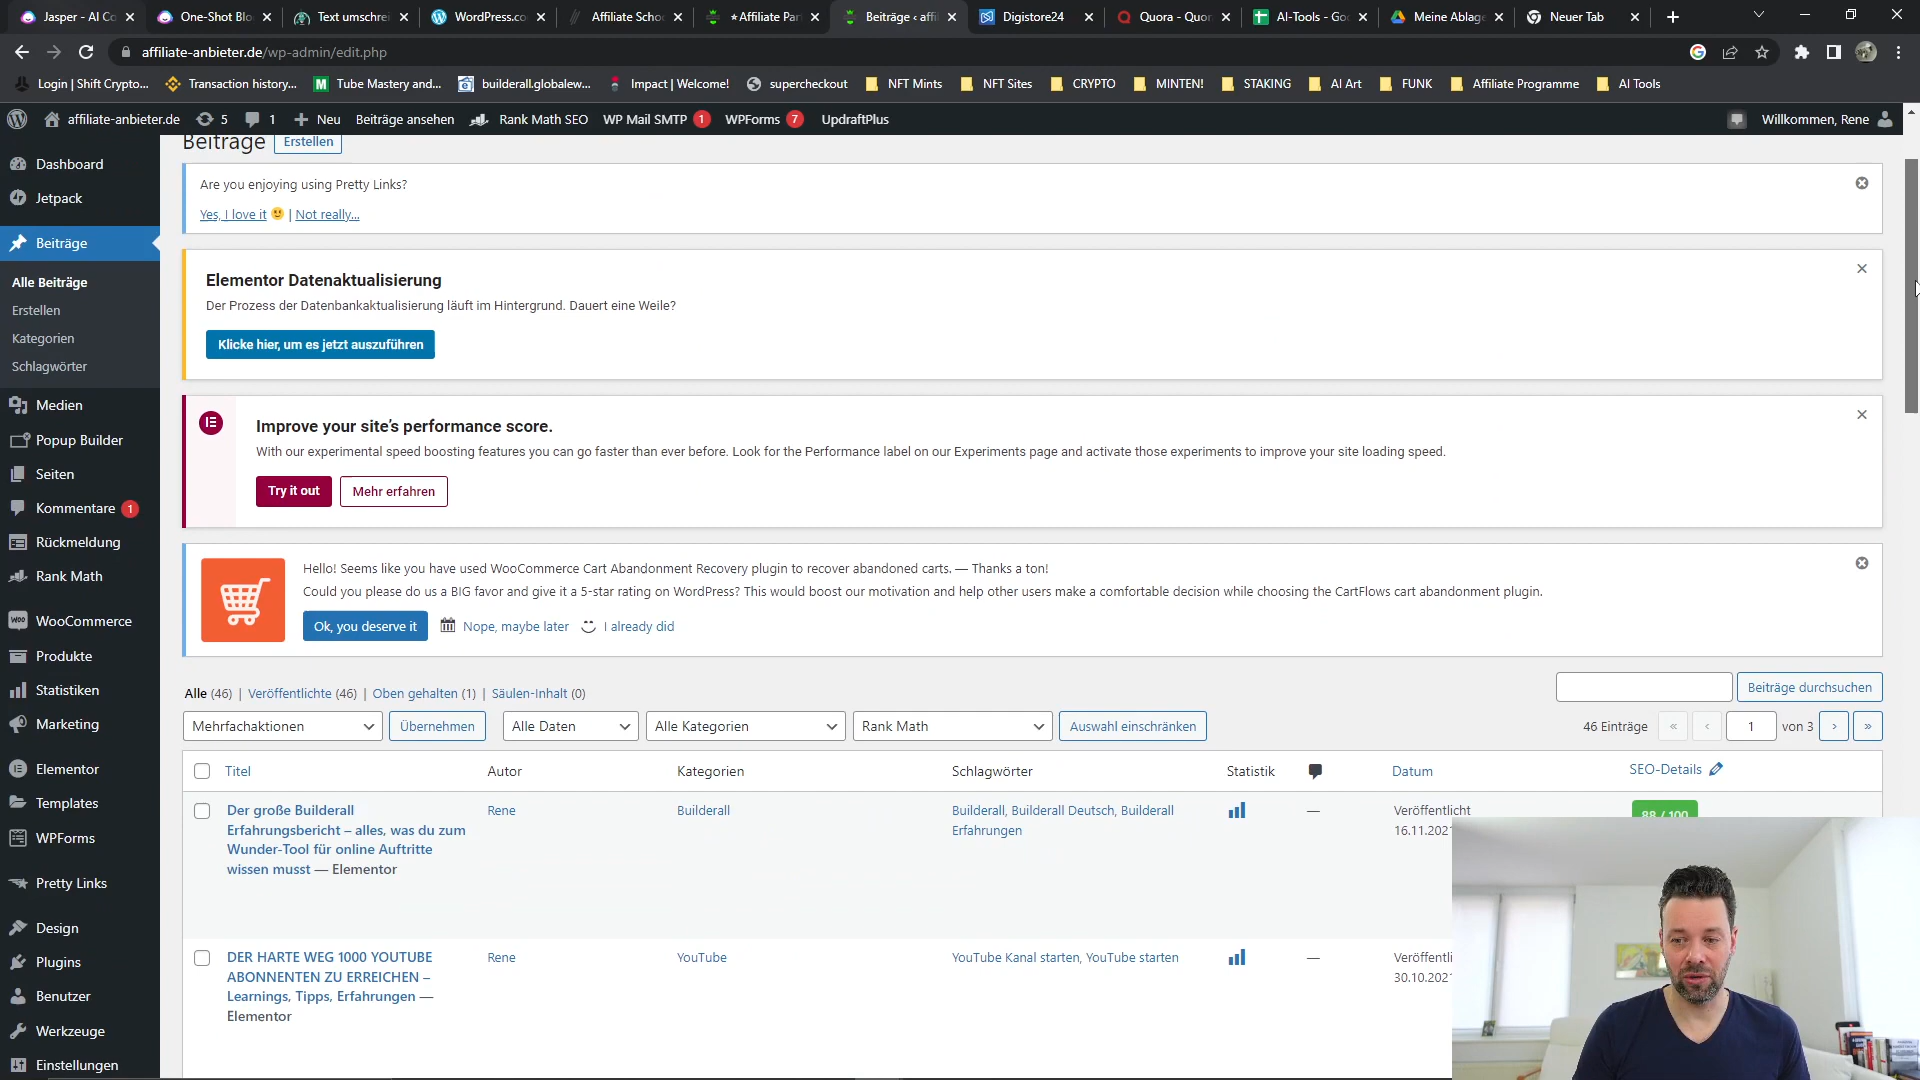 Jasper - AI Co
One-Shot Blo
Text umschrei
WordPress.co
Affiliate Scho
★Affiliate Par
Beiträge ‹ affil
Digistore24
Quora - Quor
AI-Tools - Goo
Meine Ablage
Neuer Tab
affiliate-anbieter.de/wp-admin/edit.php
Login | Shift Crypto...
Transaction history...
Tube Mastery and...
builderall.globalew...
Impact | Welcome!
supercheckout
NFT Mints
NFT Sites
CRYPTO
MINTEN!
STAKING
AI Art
FUNK
Affiliate Programme
AI Tools
affiliate-anbieter.de
5
1
Neu
Beiträge ansehen
Rank Math SEO
WP Mail SMTP 1
WPForms 7
UpdraftPlus
Willkommen, Rene
Dashboard
Jetpack
Beiträge
Alle Beiträge
Erstellen
Kategorien
Schlagwörter
Medien
Popup Builder
Seiten
Kommentare 1
Rückmeldung
Rank Math
WooCommerce
Produkte
Statistiken
Marketing
Elementor
Templates
WPForms
Pretty Links
Design
Plugins
Benutzer
Werkzeuge
Einstellungen
Beiträge Erstellen
Are you enjoying using Pretty Links?
Yes, I love it | Not really...
Elementor Datenaktualisierung
Der Prozess der Datenbankaktualisierung läuft im Hintergrund. Dauert eine Weile?
Klicke hier, um es jetzt auszuführen
Improve your site's performance score.
With our experimental speed boosting features you can go faster than ever before. Look for the Performance label on our Experiments page and activate those experiments to improve your site loading speed.
Try it out Mehr erfahren
Hello! Seems like you have used WooCommerce Cart Abandonment Recovery plugin to recover abandoned carts. — Thanks a ton!
Could you please do us a BIG favor and give it a 5-star rating on WordPress? This would boost our motivation and help other users make a comfortable decision while choosing the CartFlows cart abandonment plugin.
Ok, you deserve it Nope, maybe later I already did
Alle (46) | Veröffentlichte (46) | Oben gehalten (1) | Säulen-Inhalt (0)
Beiträge durchsuchen
Mehrfachaktionen Übernehmen Alle Daten Alle Kategorien Rank Math Auswahl einschränken
46 Einträge « ‹ 1 von 3 › »
Titel Autor Kategorien Schlagwörter Statistik Datum SEO-Details
Der große Builderall
Erfahrungsbericht – alles, was du zum
Wunder-Tool für online Auftritte
wissen musst — Elementor
Rene
Builderall
Builderall, Builderall Deutsch, Builderall
Erfahrungen
—
Veröffentlicht
16.11.2021
88 / 100
DER HARTE WEG 1000 YOUTUBE
ABONNENTEN ZU ERREICHEN –
Learnings, Tipps, Erfahrungen —
Elementor
Rene
YouTube
YouTube Kanal starten, YouTube starten
—
Veröffentli
30.10.2021